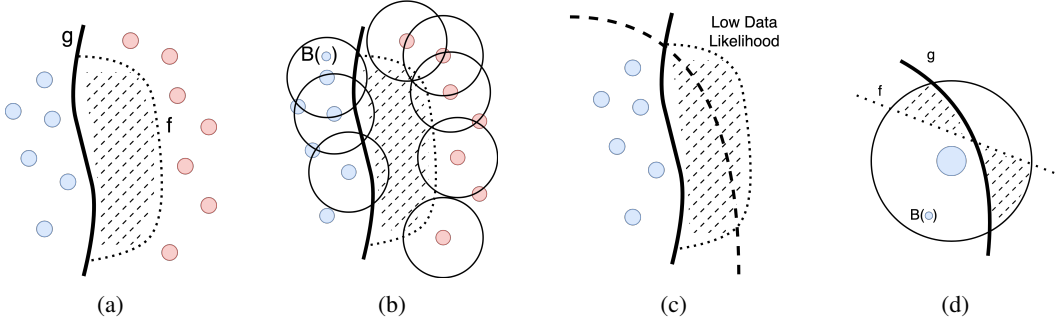 g
f
(a)
B( )
(b)
Low Data
Likelihood
(c)
g
f
B( )
(d)